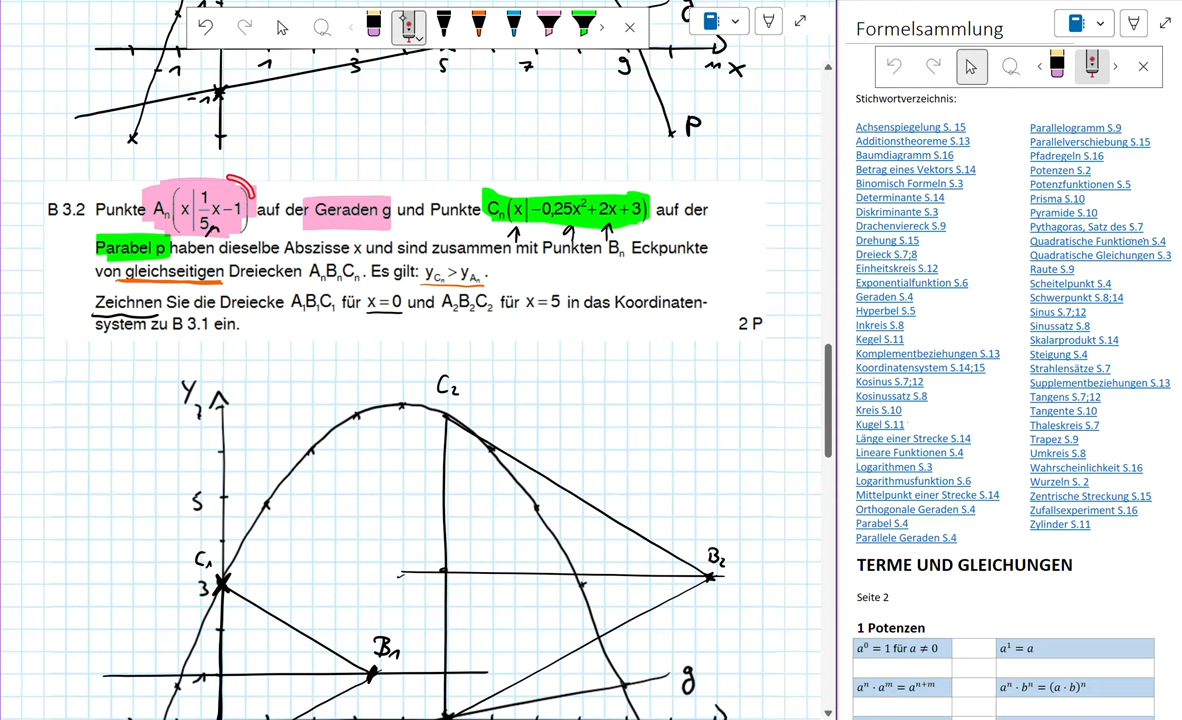 -1 1 3 5 7 9 x
-1
P
B 3.2 Punkte Aₙ(x | 1/5 x−1) auf der Geraden g und Punkte Cₙ(x | −0,25x²+2x+3) auf der
Parabel p haben dieselbe Abszisse x und sind zusammen mit Punkten Bₙ Eckpunkte
von gleichseitigen Dreiecken AₙBₙCₙ. Es gilt: y_Cₙ > y_Aₙ.
Zeichnen Sie die Dreiecke A₁B₁C₁ für x = 0 und A₂B₂C₂ für x = 5 in das Koordinaten-
system zu B 3.1 ein.
2 P
C₂
Y
7
5
C₁
B₂
3
B₁
1
g
Formelsammlung
Stichwortverzeichnis:
Achsenspiegelung S. 15
Additionstheoreme S.13
Baumdiagramm S.16
Betrag eines Vektors S.14
Binomisch Formeln S.3
Determinante S.14
Diskriminante S.3
Drachenviereck S.9
Drehung S.15
Dreieck S.7;8
Einheitskreis S.12
Exponentialfunktion S.6
Geraden S.4
Hyperbel S.5
Inkreis S.8
Kegel S.11
Komplementbeziehungen S.13
Koordinatensystem S.14;15
Kosinus S.7;12
Kosinussatz S.8
Kreis S.10
Kugel S.11
Länge einer Strecke S.14
Lineare Funktionen S.4
Logarithmen S.3
Logarithmusfunktion S.6
Mittelpunkt einer Strecke S.14
Orthogonale Geraden S.4
Parabel S.4
Parallele Geraden S.4
Parallelogramm S.9
Parallelverschiebung S.15
Pfadregeln S.16
Potenzen S.2
Potenzfunktionen S.5
Prisma S.10
Pyramide S.10
Pythagoras, Satz des S.7
Quadratische Funktionen S.4
Quadratische Gleichungen S.3
Raute S.9
Scheitelpunkt S.4
Schwerpunkt S.8;14
Sinus S.7;12
Sinussatz S.8
Skalarprodukt S.14
Steigung S.4
Strahlensätze S.7
Supplementbeziehungen S.13
Tangens S.7;12
Tangente S.10
Thaleskreis S.7
Trapez S.9
Umkreis S.8
Wahrscheinlichkeit S.16
Wurzeln S. 2
Zentrische Streckung S.15
Zufallsexperiment S.16
Zylinder S.11
TERME UND GLEICHUNGEN
Seite 2
1 Potenzen
a⁰ = 1 für a ≠ 0 a¹ = a
aⁿ · aᵐ = aⁿ⁺ᵐ aⁿ · bⁿ = (a · b)ⁿ